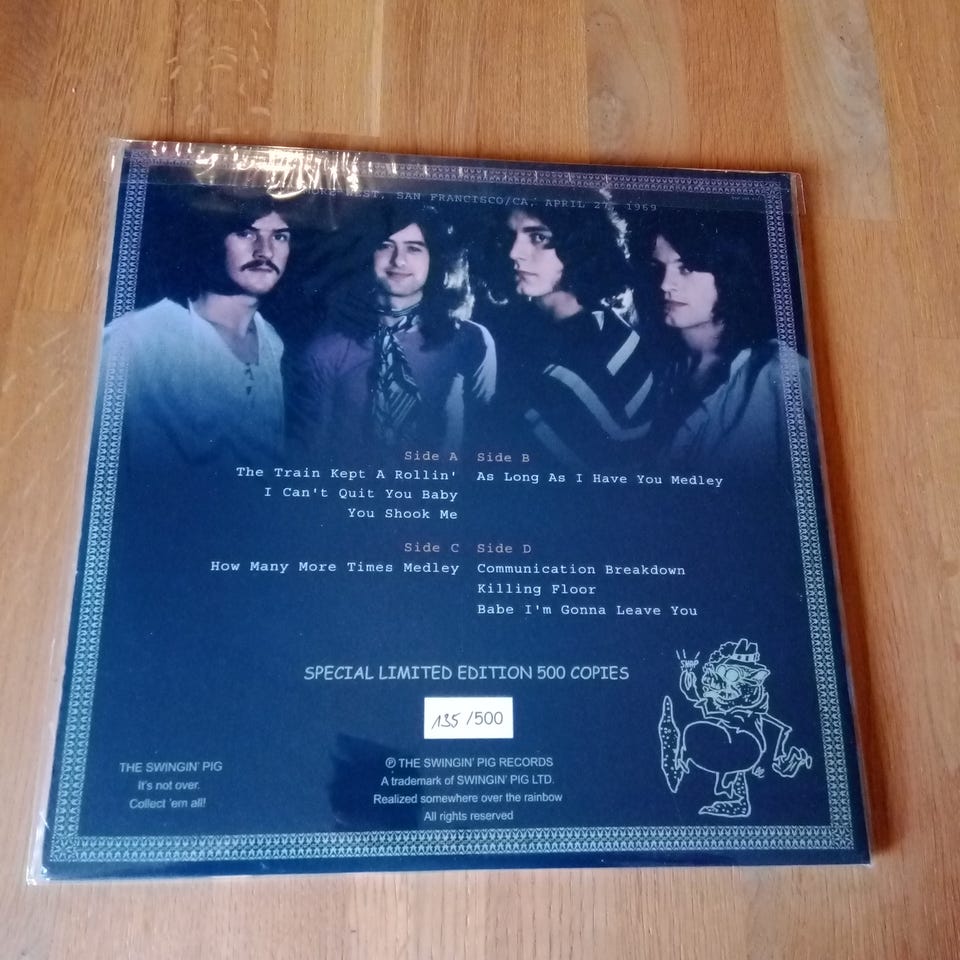 WEST, SAN FRANCISCO/CA, APRIL 27, 1969
Side A
The Train Kept A Rollin'
I Can't Quit You Baby
You Shook Me
Side B
As Long As I Have You Medley
Side C
How Many More Times Medley
Side D
Communication Breakdown
Killing Floor
Babe I'm Gonna Leave You
SPECIAL LIMITED EDITION 500 COPIES
135 /500
SNAP
THE SWINGIN' PIG
It's not over.
Collect 'em all!
℗ THE SWINGIN' PIG RECORDS
A trademark of SWINGIN' PIG LTD.
Realized somewhere over the rainbow
All rights reserved